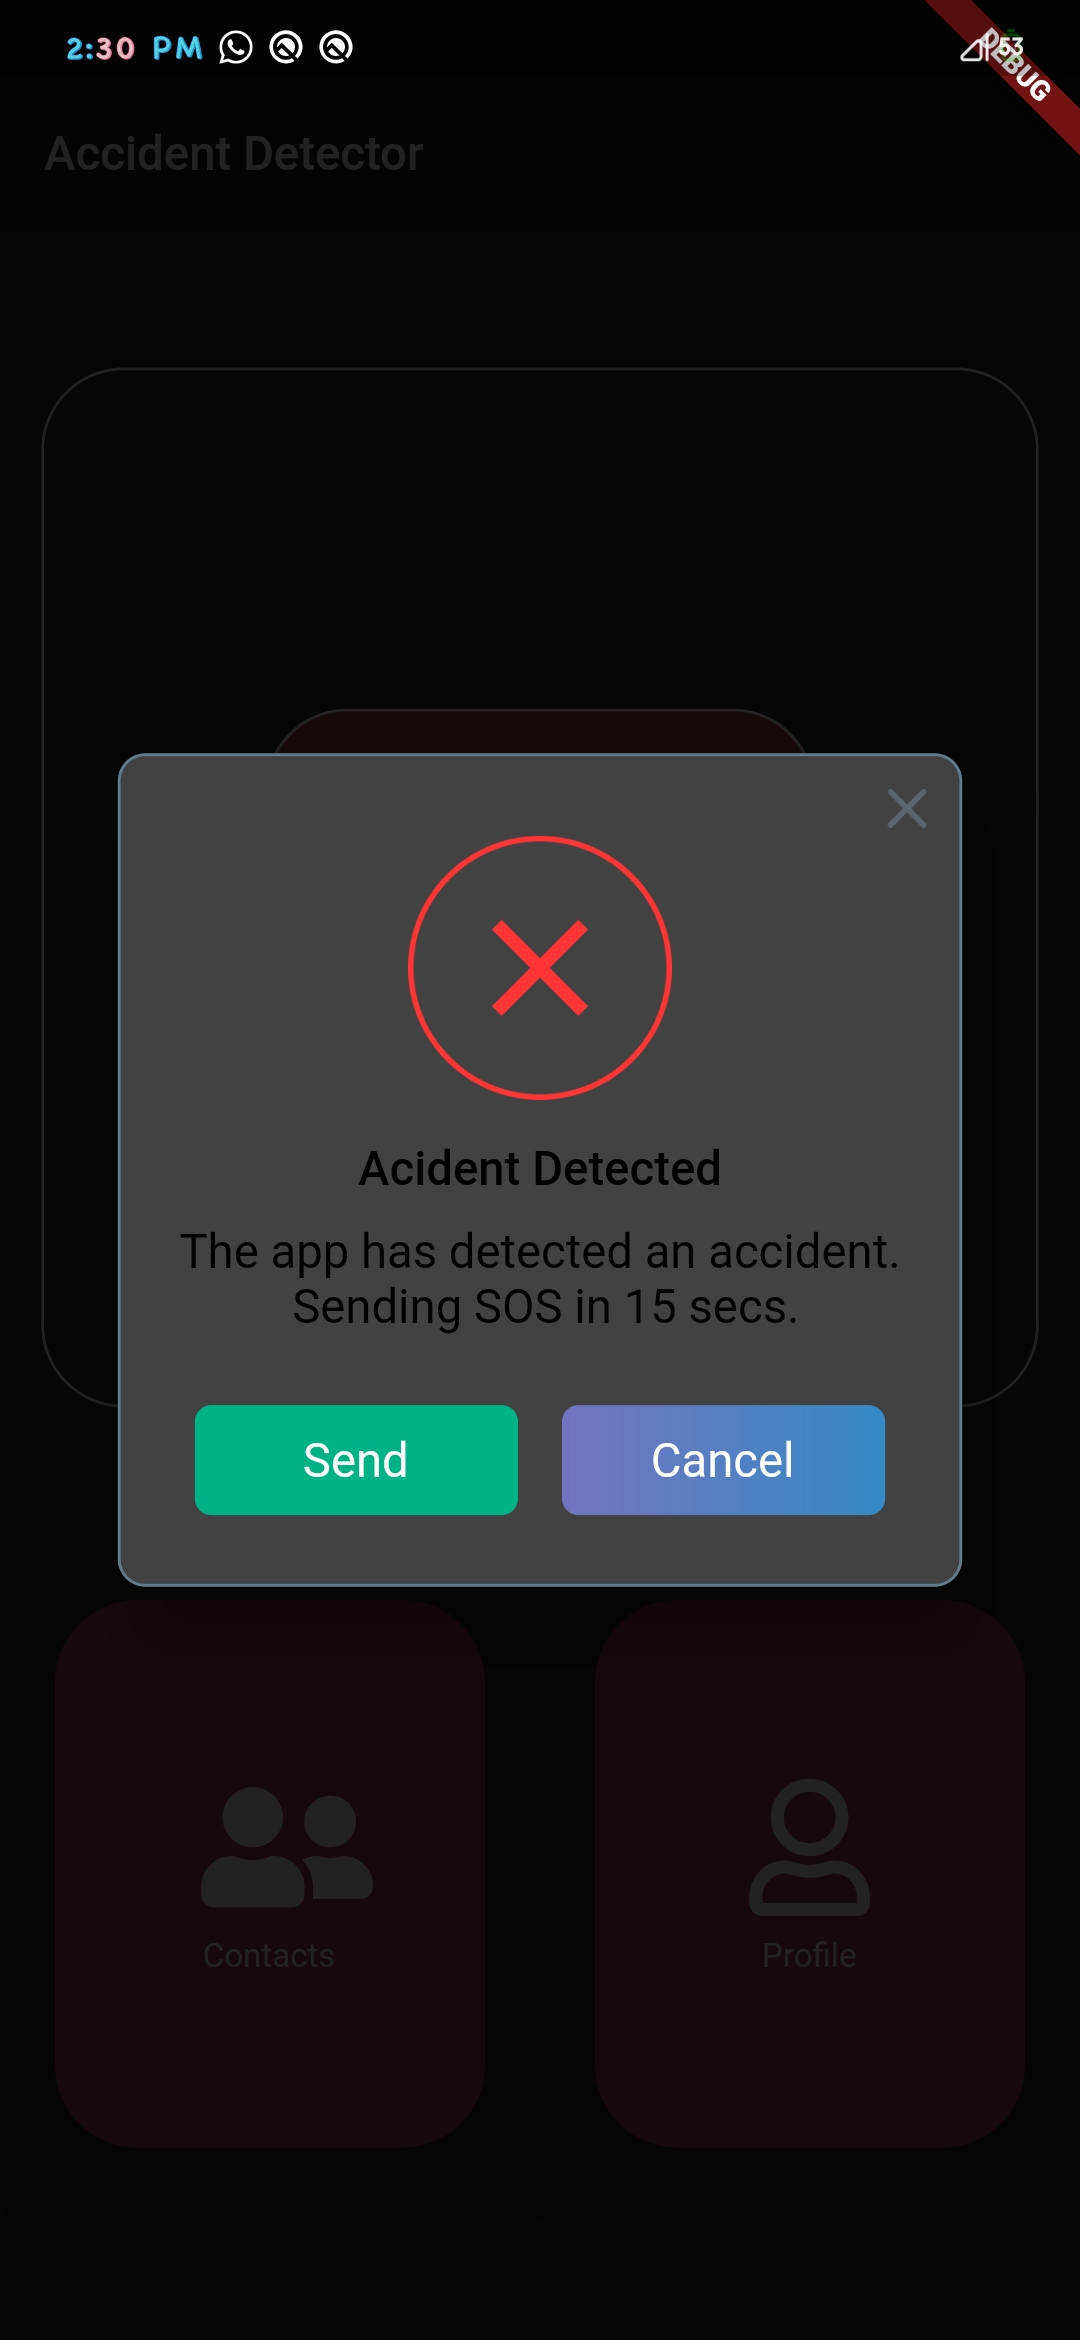 2:30 PM
53
DEBUG
Accident Detector
Acident Detected
The app has detected an accident.
Sending SOS in 15 secs.
Send
Cancel
Contacts
Profile